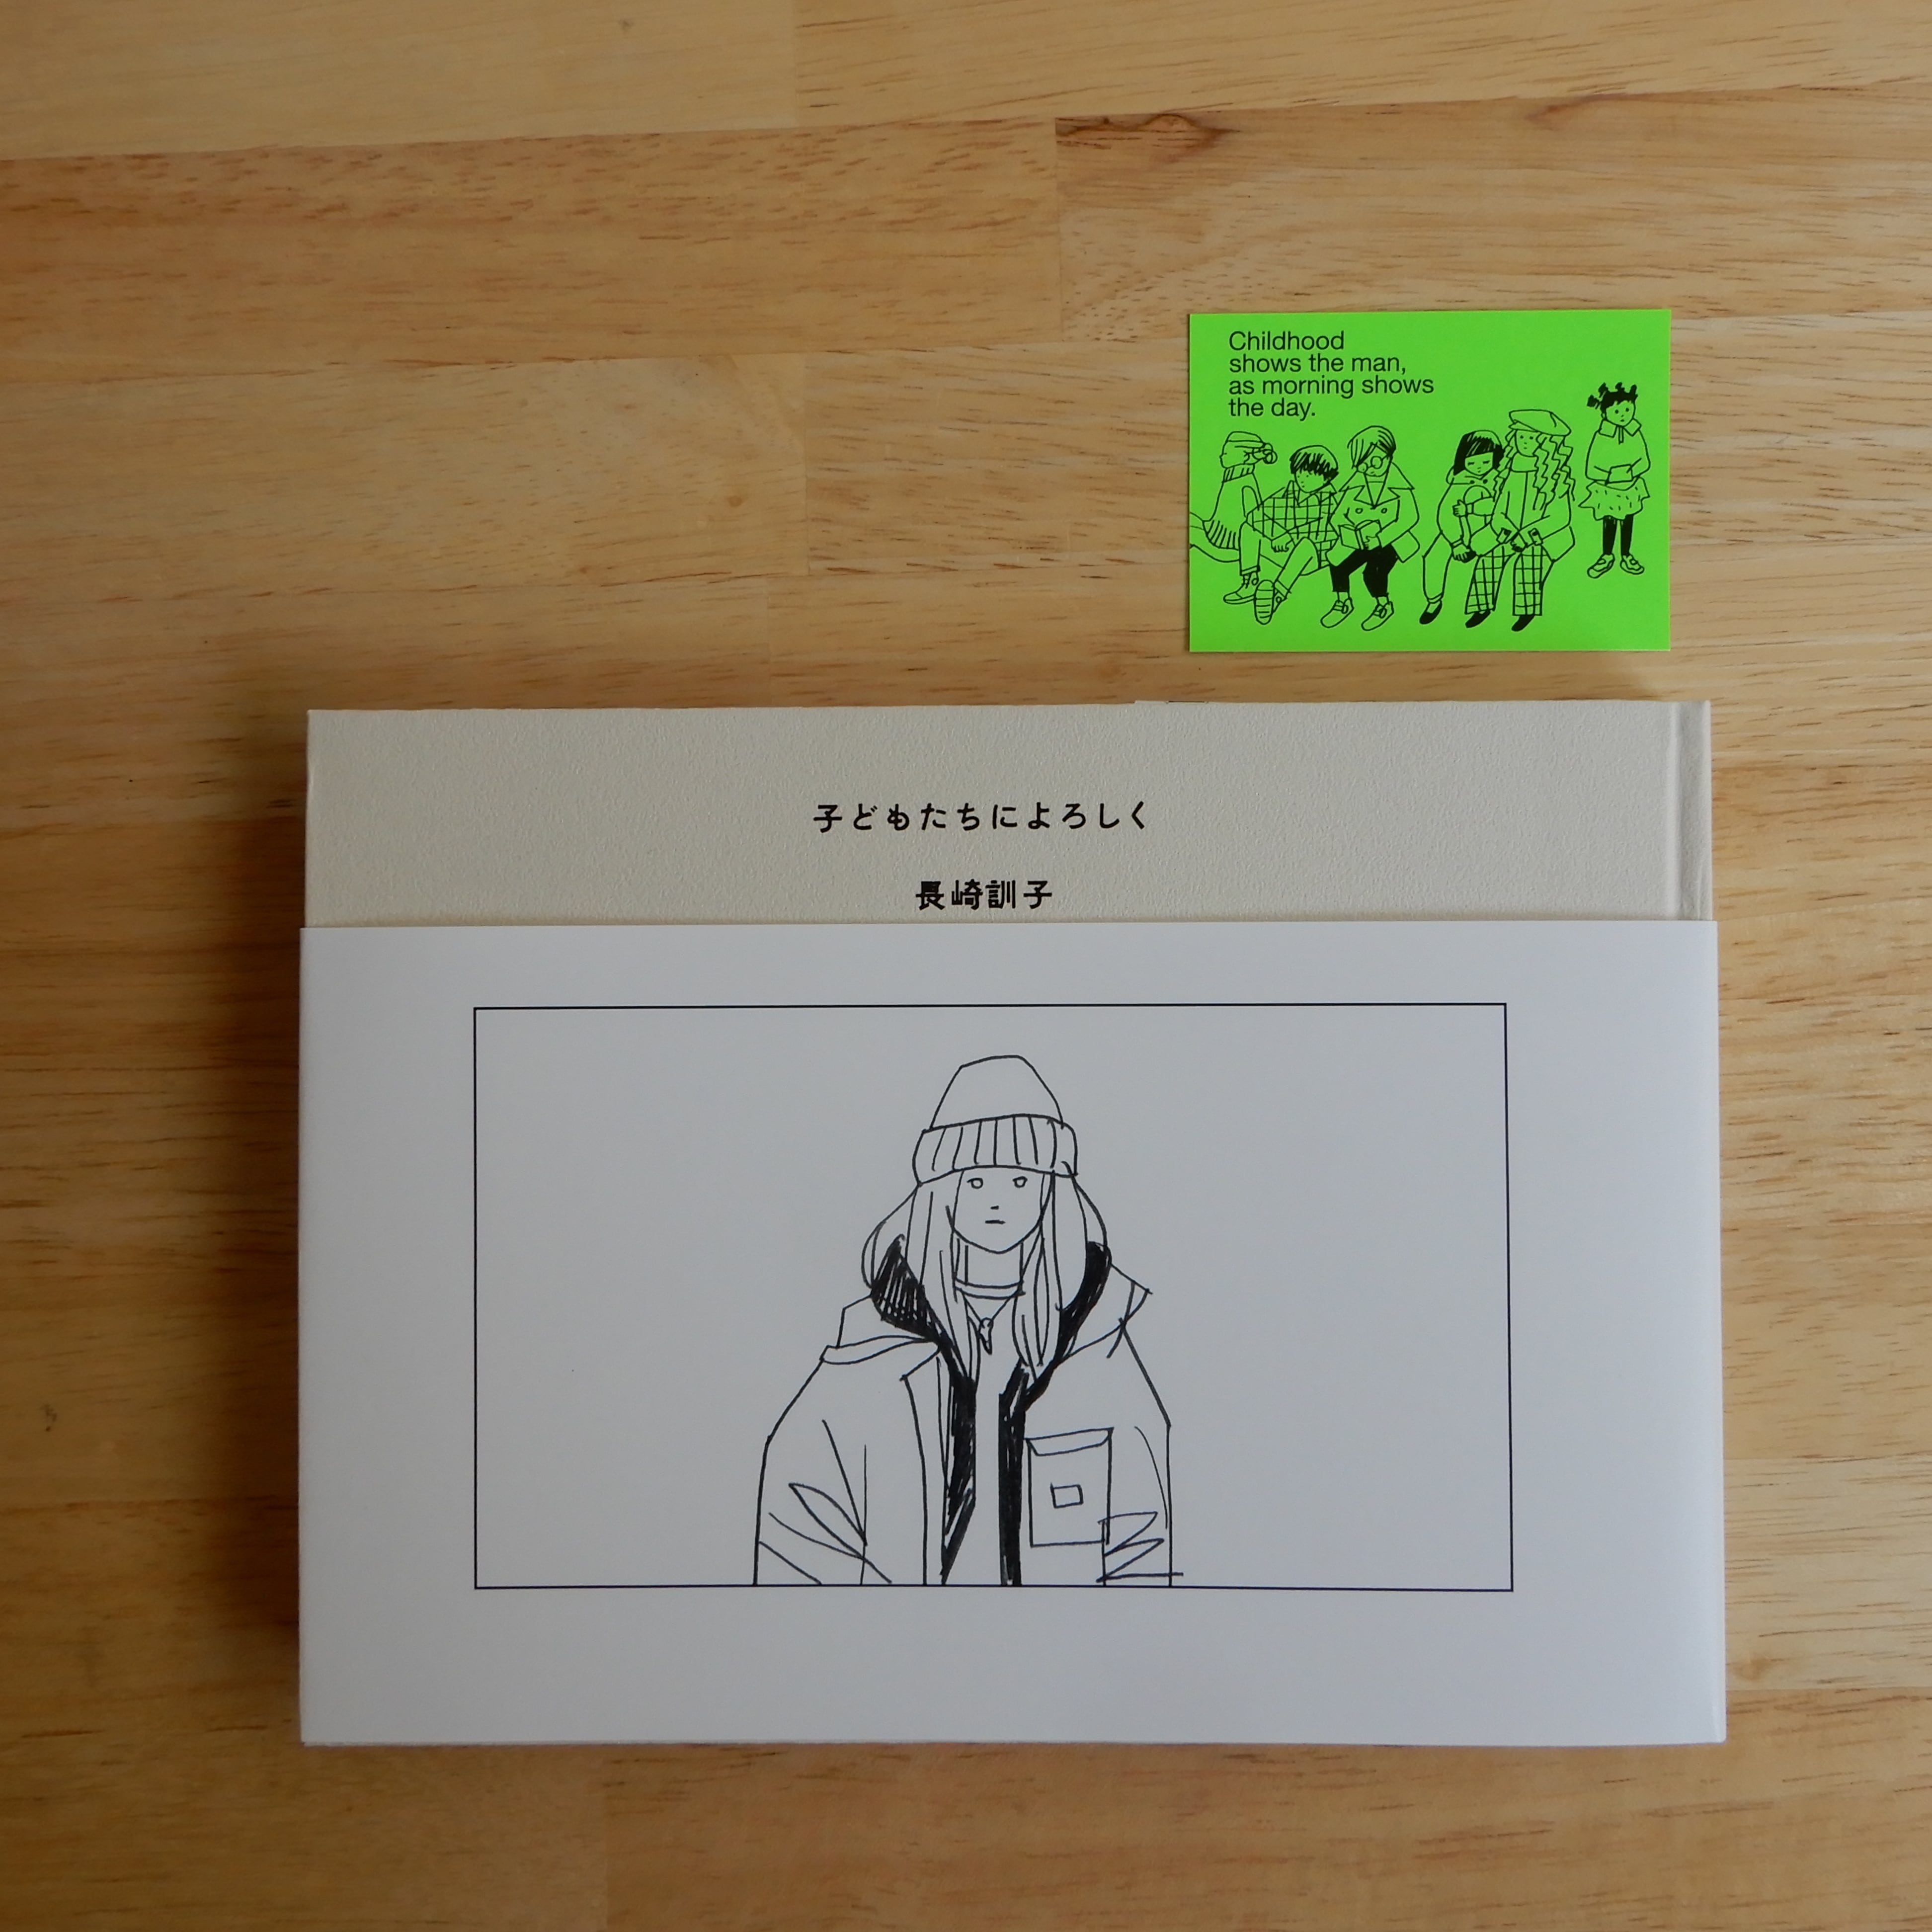 Childhood
shows the man,
as morning shows
the day.
子どもたちによろしく
長崎訓子